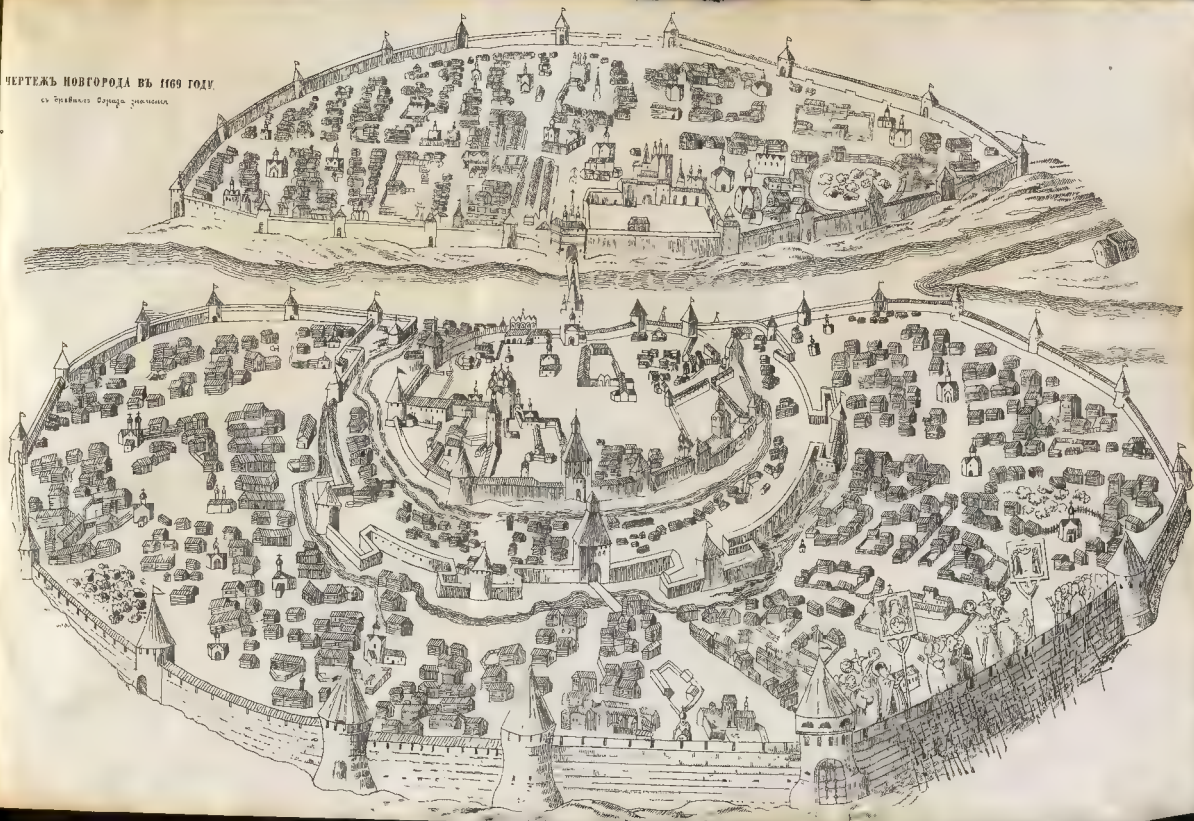 ЧЕРТЕЖЪ НОВГОРОДА ВЪ 1169 ГОДУ.
съ древняго образа знаменія